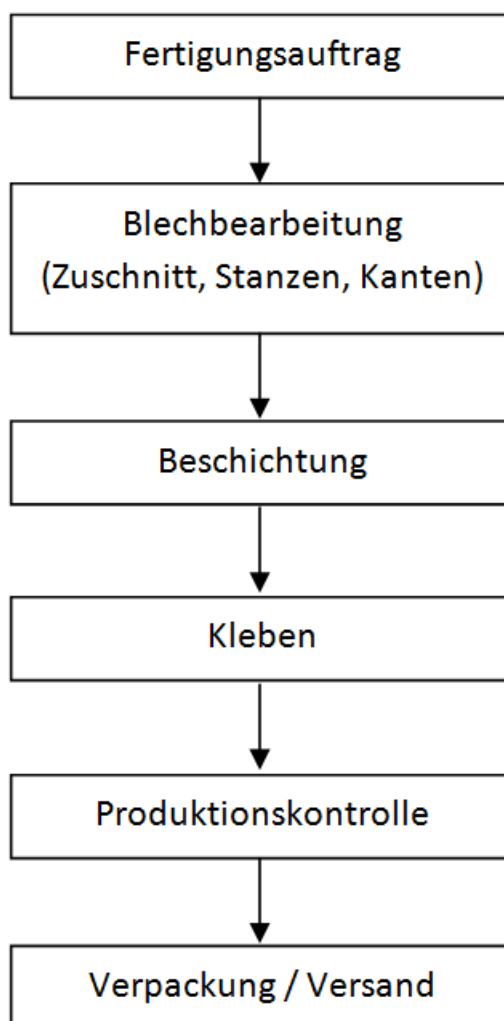 Fertigungsauftrag
Blechbearbeitung
(Zuschnitt, Stanzen, Kanten)
Beschichtung
Kleben
Produktionskontrolle
Verpackung / Versand